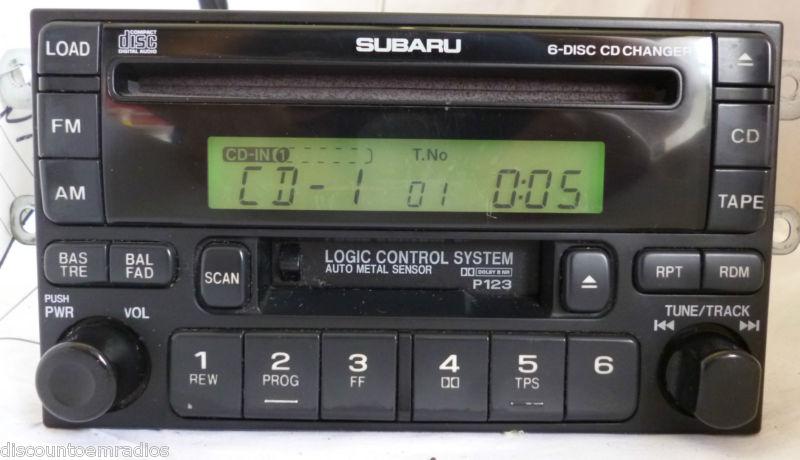 LOAD
COMPACT
disc
DIGITAL AUDIO
SUBARU
6-DISC CD CHANGER
FM
CD
AM
TAPE
CD-IN 1
T.No
CD-1 01 0:05
BAS
TRE
BAL
FAD
SCAN
LOGIC CONTROL SYSTEM
AUTO METAL SENSOR
DOLBY B NR
P123
RPT
RDM
PUSH
PWR
VOL
TUNE/TRACK
1
REW
2
PROG
3
FF
4
5
TPS
6
discountoemradios